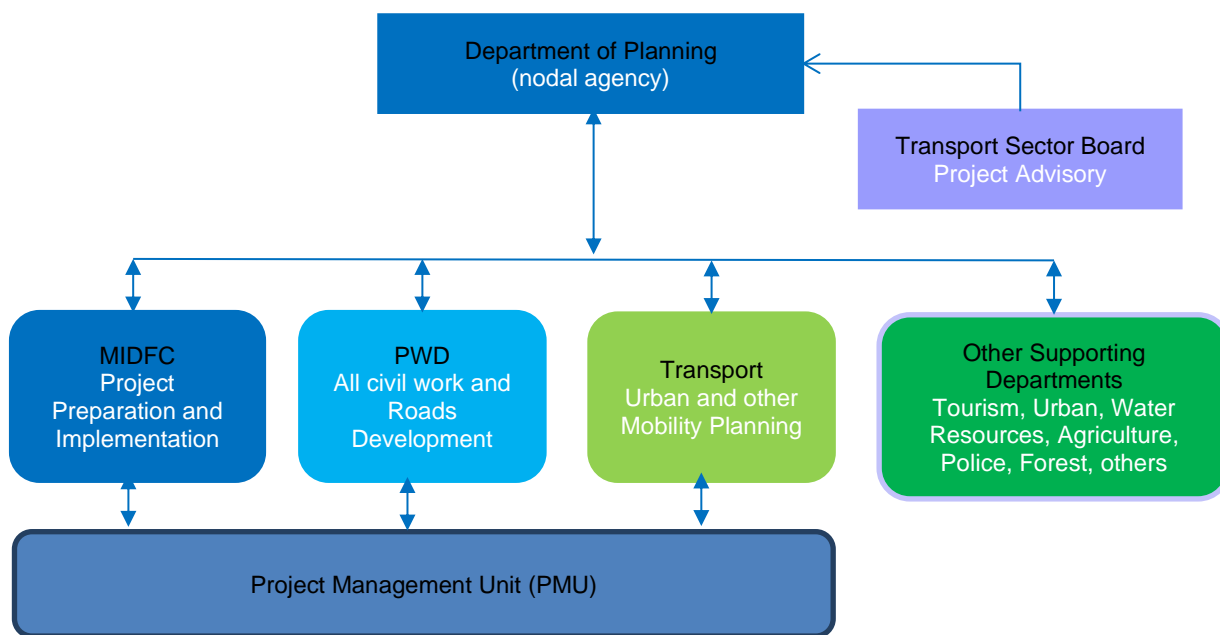 Department of Planning
(nodal agency)
Transport Sector Board
Project Advisory
MIDFC
Project
Preparation and
Implementation
PWD
All civil work and
Roads
Development
Transport
Urban and other
Mobility Planning
Other Supporting
Departments
Tourism, Urban, Water
Resources, Agriculture,
Police, Forest, others
Project Management Unit (PMU)